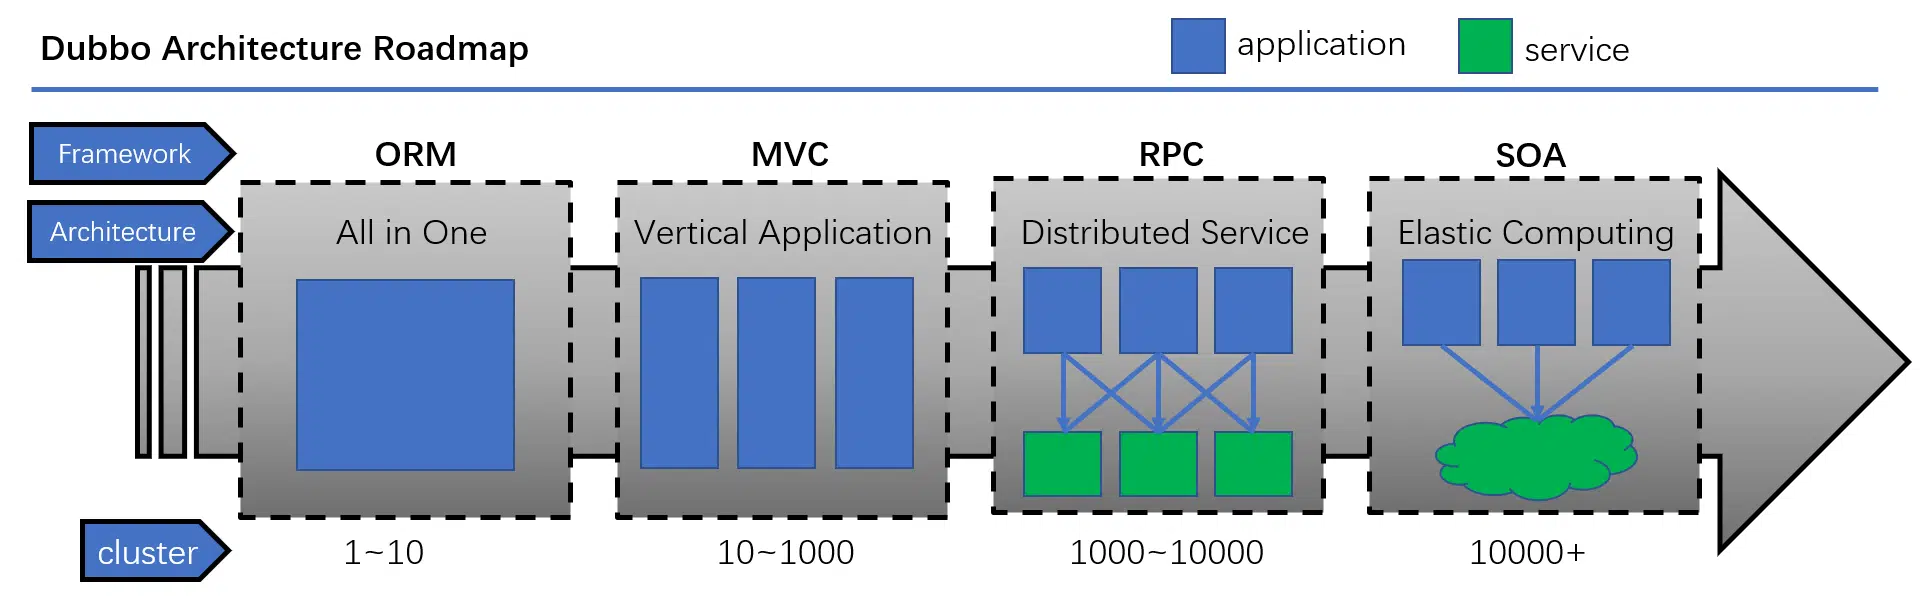 Dubbo Architecture Roadmap
application
service
Framework
ORM
MVC
RPC
SOA
Architecture
All in One
Vertical Application
Distributed Service
Elastic Computing
cluster
1~10
10~1000
1000~10000
10000+